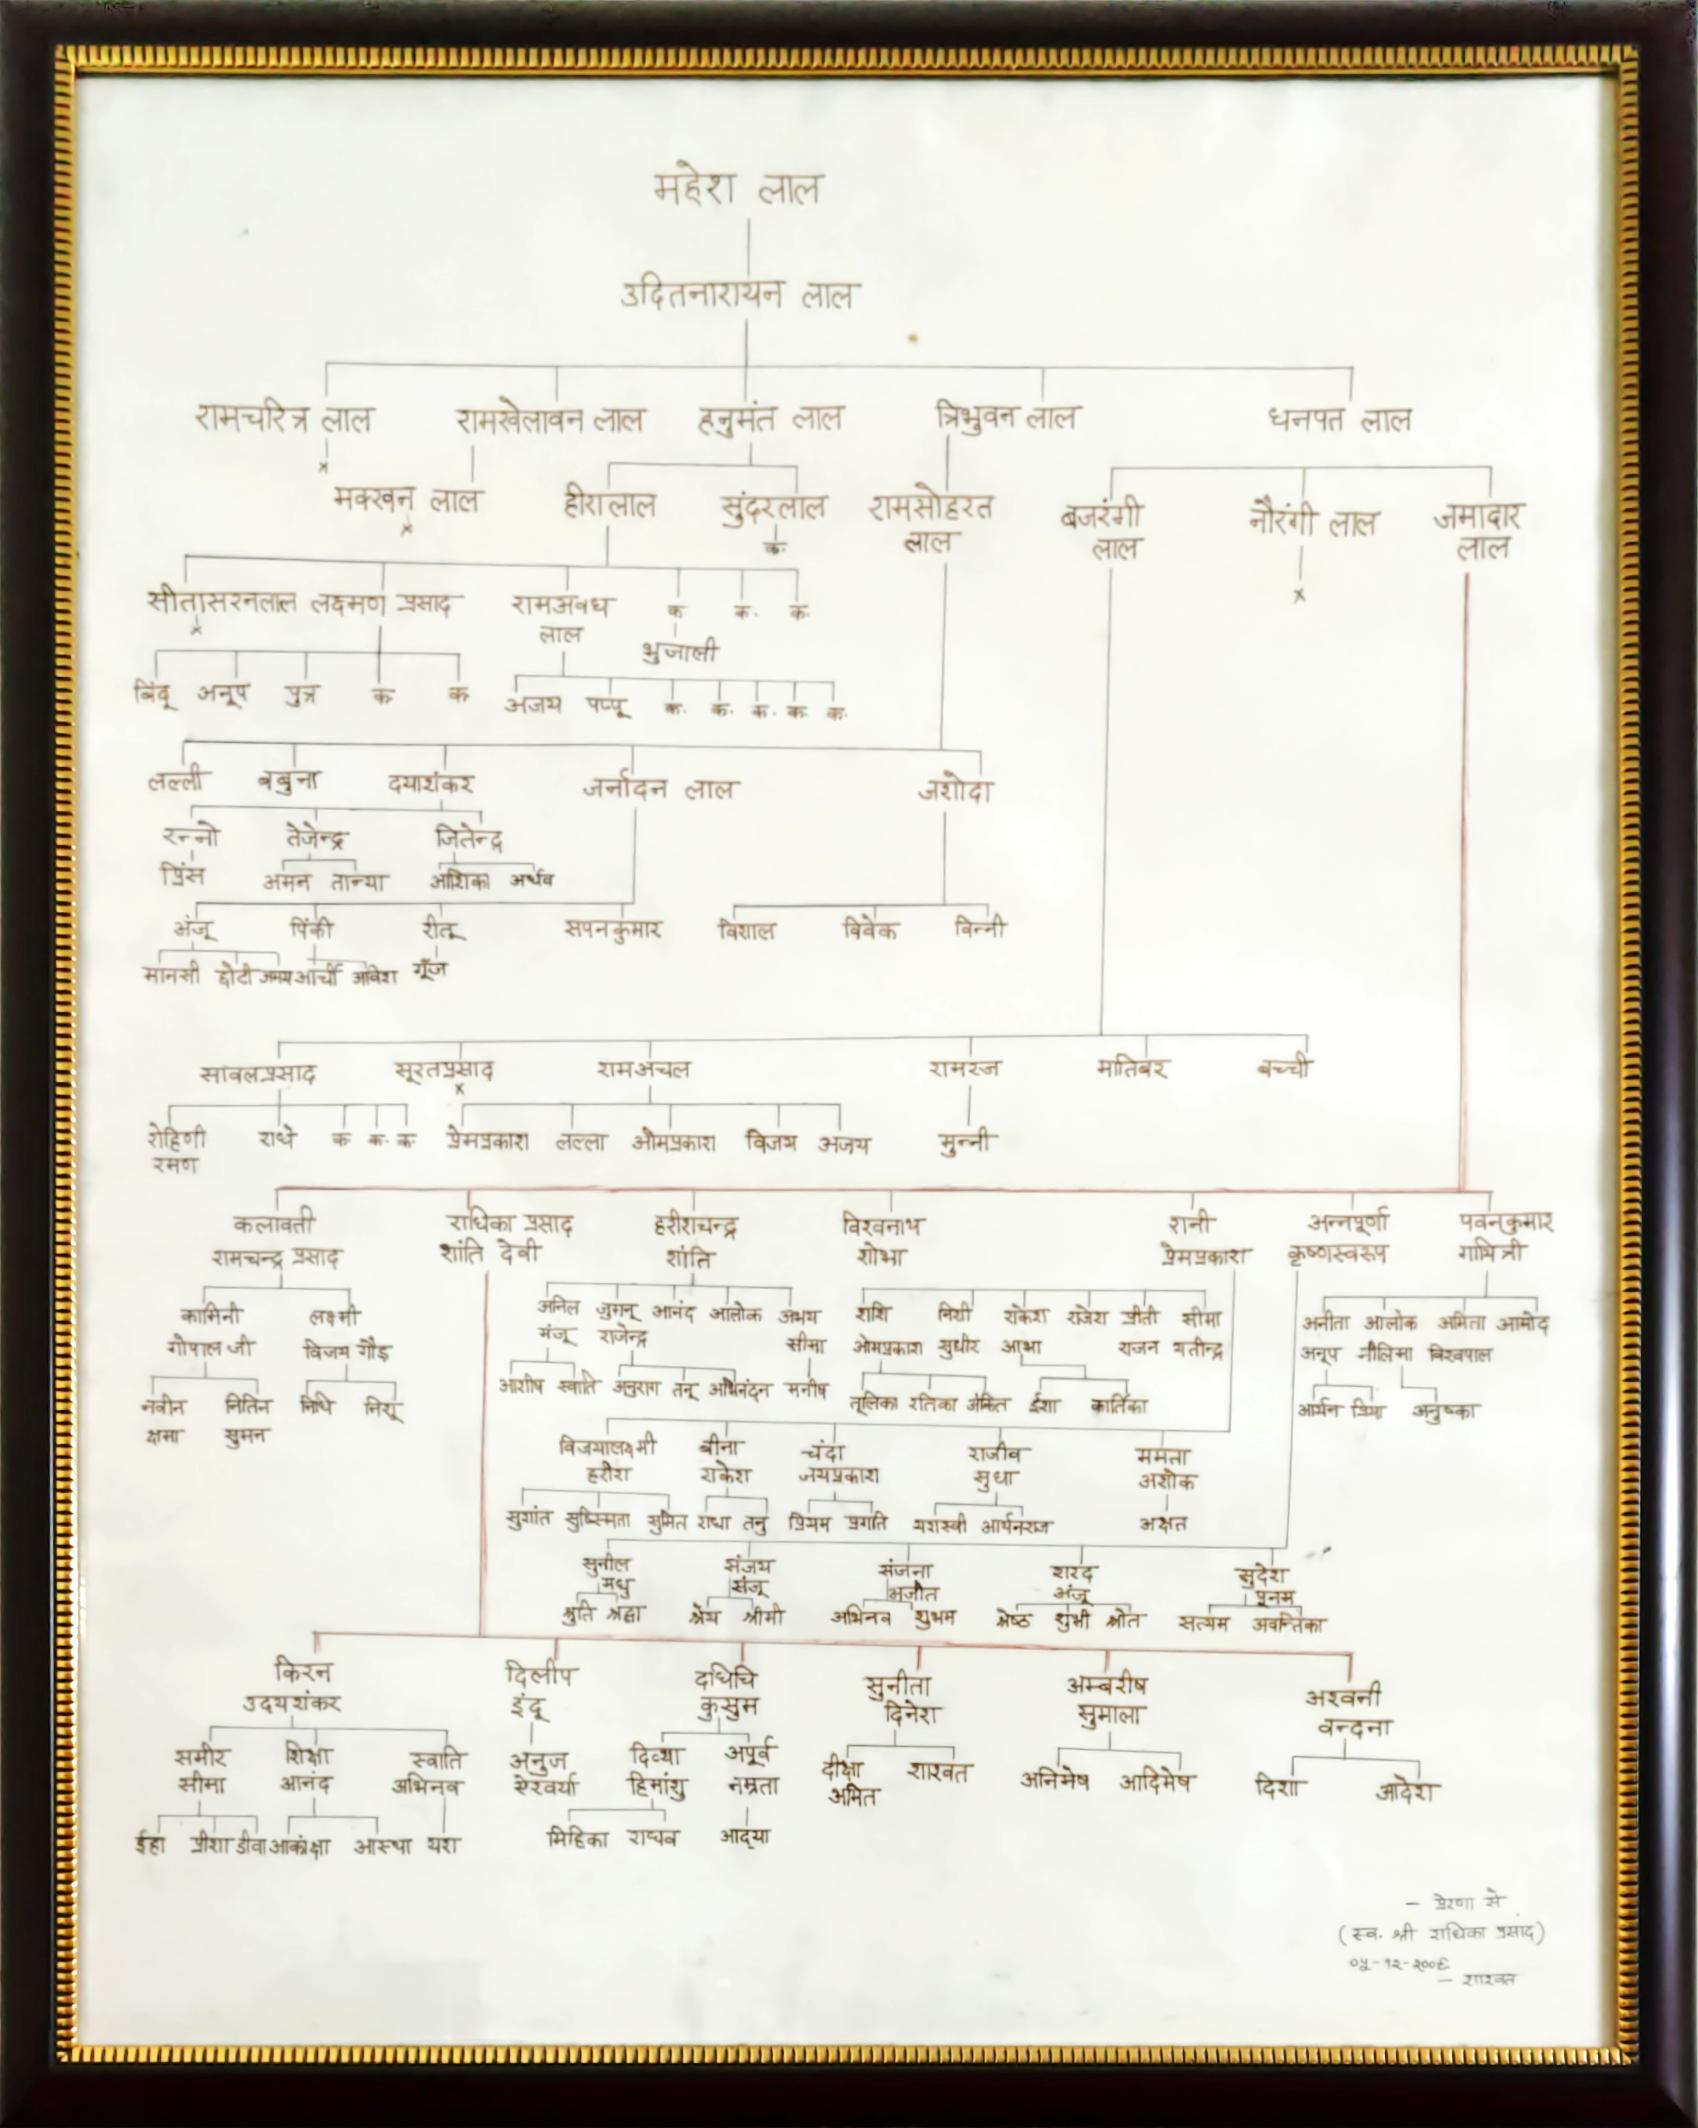 महेश लाल
उदितनारायन लाल
रामचरित्र लाल रामखेलावन लाल हनुमंत लाल त्रिभुवन लाल धनपत लाल
x
मक्खन लाल हीरालाल सुंदरलाल रामसोहरत बजरंगी नौरंगी लाल जमादार
लाल लाल लाल
x क. x
सीतासरनलाल लक्ष्मण प्रसाद रामअवध क क. क
x लाल भुजाली
बिंदू अनूप पुत्र क क अजय पप्पू क. क. क. क. क.
लल्ली बबुना दयाशंकर जर्नादन लाल जशोदा
रन्नो तेजेन्द्र जितेन्द्र
प्रिंस अमन तान्या आशिका अर्थव
अंजू पिंकी रीतू सपनकुमार विशाल विवेक विन्नी
मानसी छोटी अभय आर्ची अविश गूँज
सांवलप्रसाद सूरतप्रसाद रामअंचल रामरंज मातिबर बच्ची
x
रोहिणी राधे क क. क प्रेमप्रकाश लल्ला ओमप्रकाश विजय अजय मुन्नी
रमण
कलावती राधिका प्रसाद हरीशचन्द्र विश्वनाथ रानी अन्नपूर्णा पवनकुमार
रामचन्द्र प्रसाद शांति देवी शांति शोभा प्रेमप्रकाश कृष्णस्वरूप गायित्री
कामिनी लक्ष्मी अनिल जुगनू आनंद आलोक अभय शशि निशी राकेश राजेश प्रीती सीमा अनीता आलोक अमिता आमोद
गोपाल जी विजय गौड़ मंजू राजेन्द्र सीमा ओमप्रकाश सुधीर आभा राजन यतीन्द्र अनूप नीलिमा विश्वपाल
नवीन नितिन निधि निशू आशीष स्वाति अनुराग तनू अभिनंदन मनीष तूलिका रतिका अंकित ईशा कार्तिका आर्यन प्रिया अनुष्का
क्षमा सुमन
विजयालक्ष्मी बीना चंदा राजीव ममता
हरीश राकेश जयप्रकाश सुधा अशोक
सुशांत सुष्स्मिता सुमित राधा तनु प्रियम प्रगति यशस्वी आर्यनराज अक्षत
सुनील संजय संजना शरद सुदेश
मधु संजू अजीत अंजू पूनम
श्रुति श्रद्धा श्रेय श्रीमी अभिनव शुभम श्रेष्ठ शुभी श्रोत सत्यम अवन्तिका
किरन दिलीप दधिचि सुनीता अम्बरीष अश्वनी
उदयशंकर इंदू कुसुम दिनेश सुमाला वन्दना
समीर शिक्षा स्वाति अनुज दिव्या अपूर्व दीक्षा शाश्वत अनिमेष आदिमेष दिशा आदेश
सीमा आनंद अभिनव ऐश्वर्या हिमांशु नम्रता अमित
ईहा प्रीशा डीवा आकांक्षा आस्था यश मिहिका राघव आद्या
- प्रेरणा से
(स्व. श्री राधिका प्रसाद)
०५-१२-२००६
- शाश्वत